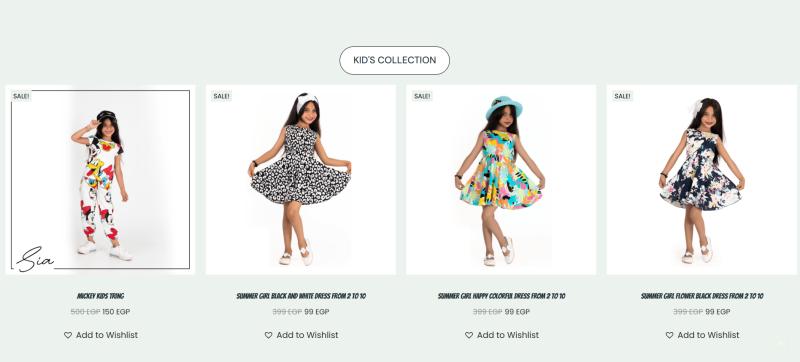 KID'S COLLECTION
SALE!
SALE!
SALE!
SALE!
Sia
MICKEY KIDS TRING
500 EGP 150 EGP
Add to Wishlist
SUMMER GIRL BLACK AND WHITE DRESS FROM 2 TO 10
399 EGP 99 EGP
Add to Wishlist
SUMMER GIRL HAPPY COLORFUL DRESS FROM 2 TO 10
399 EGP 99 EGP
Add to Wishlist
SUMMER GIRL FLOWER BLACK DRESS FROM 2 TO 10
399 EGP 99 EGP
Add to Wishlist